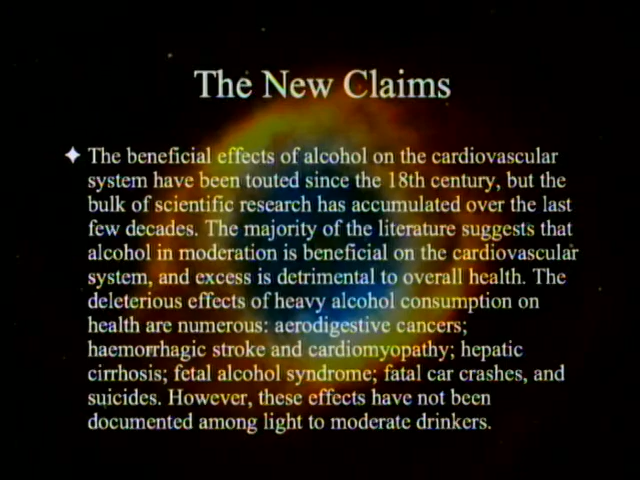 The New Claims
The beneficial effects of alcohol on the cardiovascular
system have been touted since the 18th century, but the
bulk of scientific research has accumulated over the last
few decades. The majority of the literature suggests that
alcohol in moderation is beneficial on the cardiovascular
system, and excess is detrimental to overall health. The
deleterious effects of heavy alcohol consumption on
health are numerous: aerodigestive cancers;
haemorrhagic stroke and cardiomyopathy; hepatic
cirrhosis; fetal alcohol syndrome; fatal car crashes, and
suicides. However, these effects have not been
documented among light to moderate drinkers.